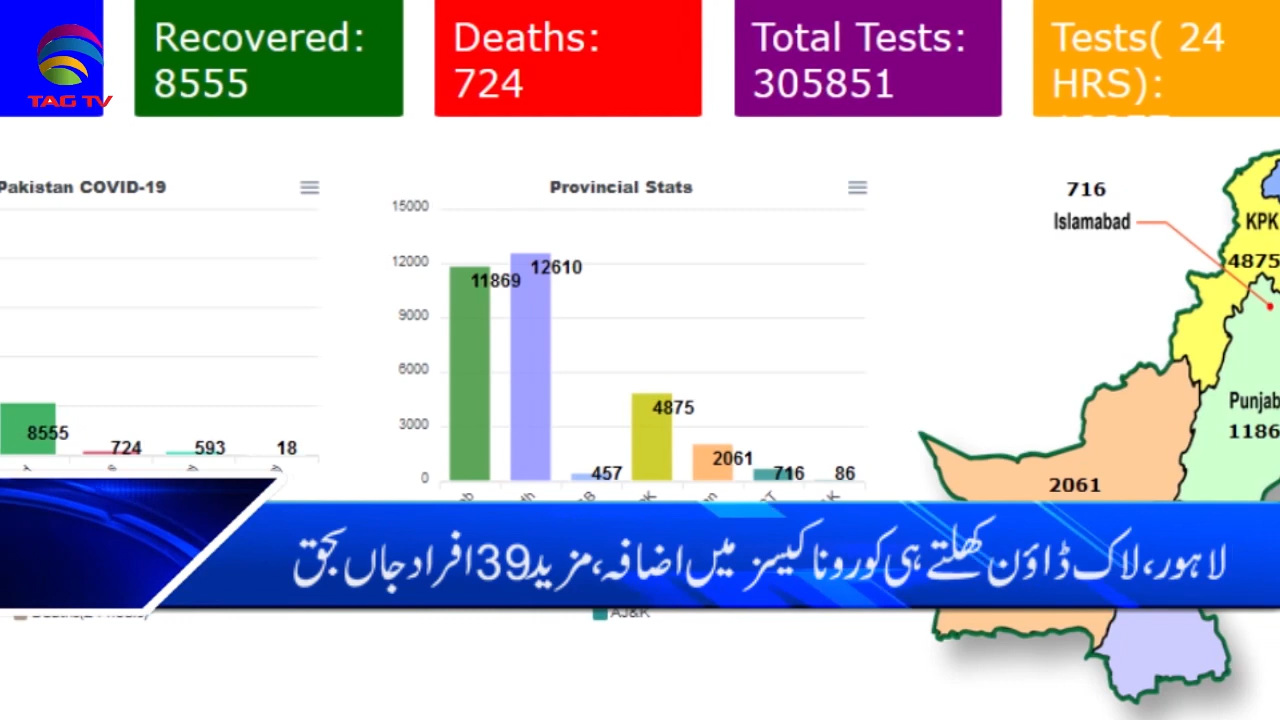 TAG TV
Recovered:
8555
Deaths:
724
Total Tests:
305851
Tests( 24
HRS):
Pakistan COVID-19
8555
724
593
18
Provincial Stats
15000
12000
9000
6000
3000
0
11869
12610
457
4875
2061
716
86
716
Islamabad
KPK
4875
Punjab
1186
2061
لاہور، لاک ڈاؤن کھلتے ہی کورونا کیسز میں اضافہ، مزید 39 افراد جاں بحق
AJ&K